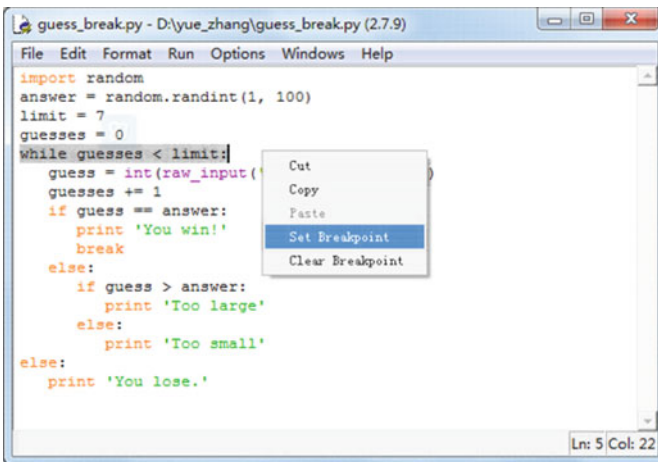 guess_break.py - D:\yue_zhang\guess_break.py (2.7.9)
File Edit Format Run Options Windows Help
import random
answer = random.randint(1, 100)
limit = 7
guesses = 0
while guesses < limit:
guess = int(raw_input(' )
guesses += 1
if guess == answer:
print 'You win!'
break
else:
if guess > answer:
print 'Too large'
else:
print 'Too small'
else:
print 'You lose.'
Cut
Copy
Paste
Set Breakpoint
Clear Breakpoint
Ln: 5 Col: 22